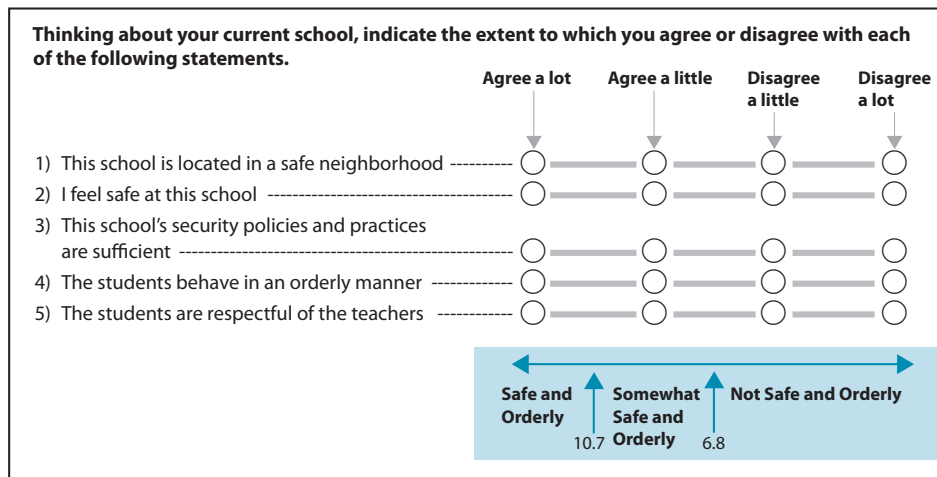 Thinking about your current school, indicate the extent to which you agree or disagree with each
of the following statements.
Agree a lot Agree a little Disagree a little Disagree a lot
1) This school is located in a safe neighborhood ----------
2) I feel safe at this school -----------------------------------
3) This school's security policies and practices
are sufficient ------------------------------------------------
4) The students behave in an orderly manner -----------
5) The students are respectful of the teachers -----------
Safe and Orderly
10.7
Somewhat Safe and Orderly
6.8
Not Safe and Orderly